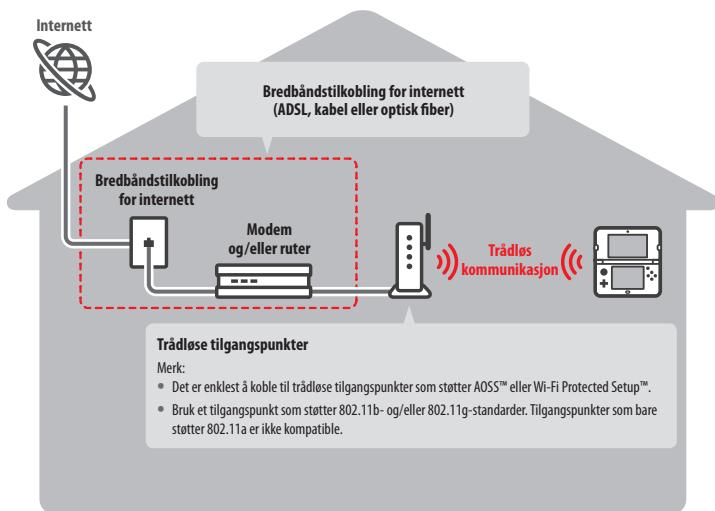 Internett
Bredbåndstilkobling for internett
(ADSL, kabel eller optisk fiber)
Bredbåndstilkobling
for internett
Modem
og/eller ruter
Trådløs
kommunikasjon
Trådløse tilgangspunkter
Merk:
• Det er enklest å koble til trådløse tilgangspunkter som støtter AOSS™ eller Wi-Fi Protected Setup™.
• Bruk et tilgangspunkt som støtter 802.11b- og/eller 802.11g-standarder. Tilgangspunkter som bare
støtter 802.11a er ikke kompatible.